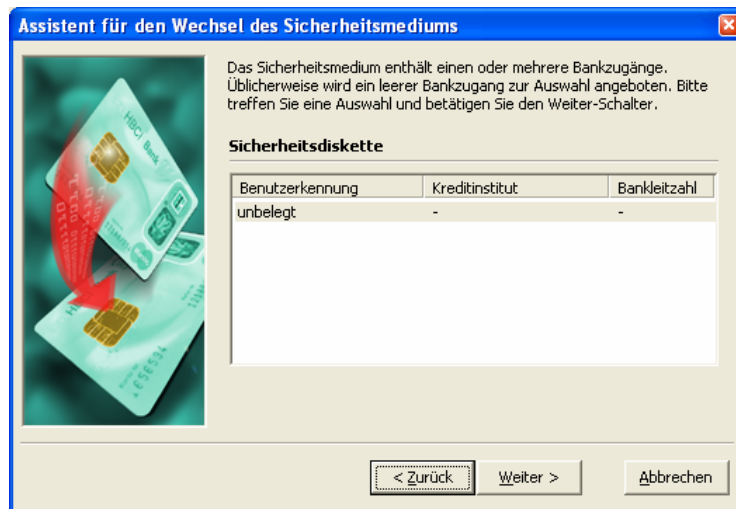 Assistent für den Wechsel des Sicherheitsmediums
Das Sicherheitsmedium enthält einen oder mehrere Bankzugänge.
Üblicherweise wird ein leerer Bankzugang zur Auswahl angeboten. Bitte
treffen Sie eine Auswahl und betätigen Sie den Weiter-Schalter.
Sicherheitsdiskette
Benutzerkennung Kreditinstitut Bankleitzahl
unbelegt - -
HBCI Bank
< Zurück Weiter > Abbrechen